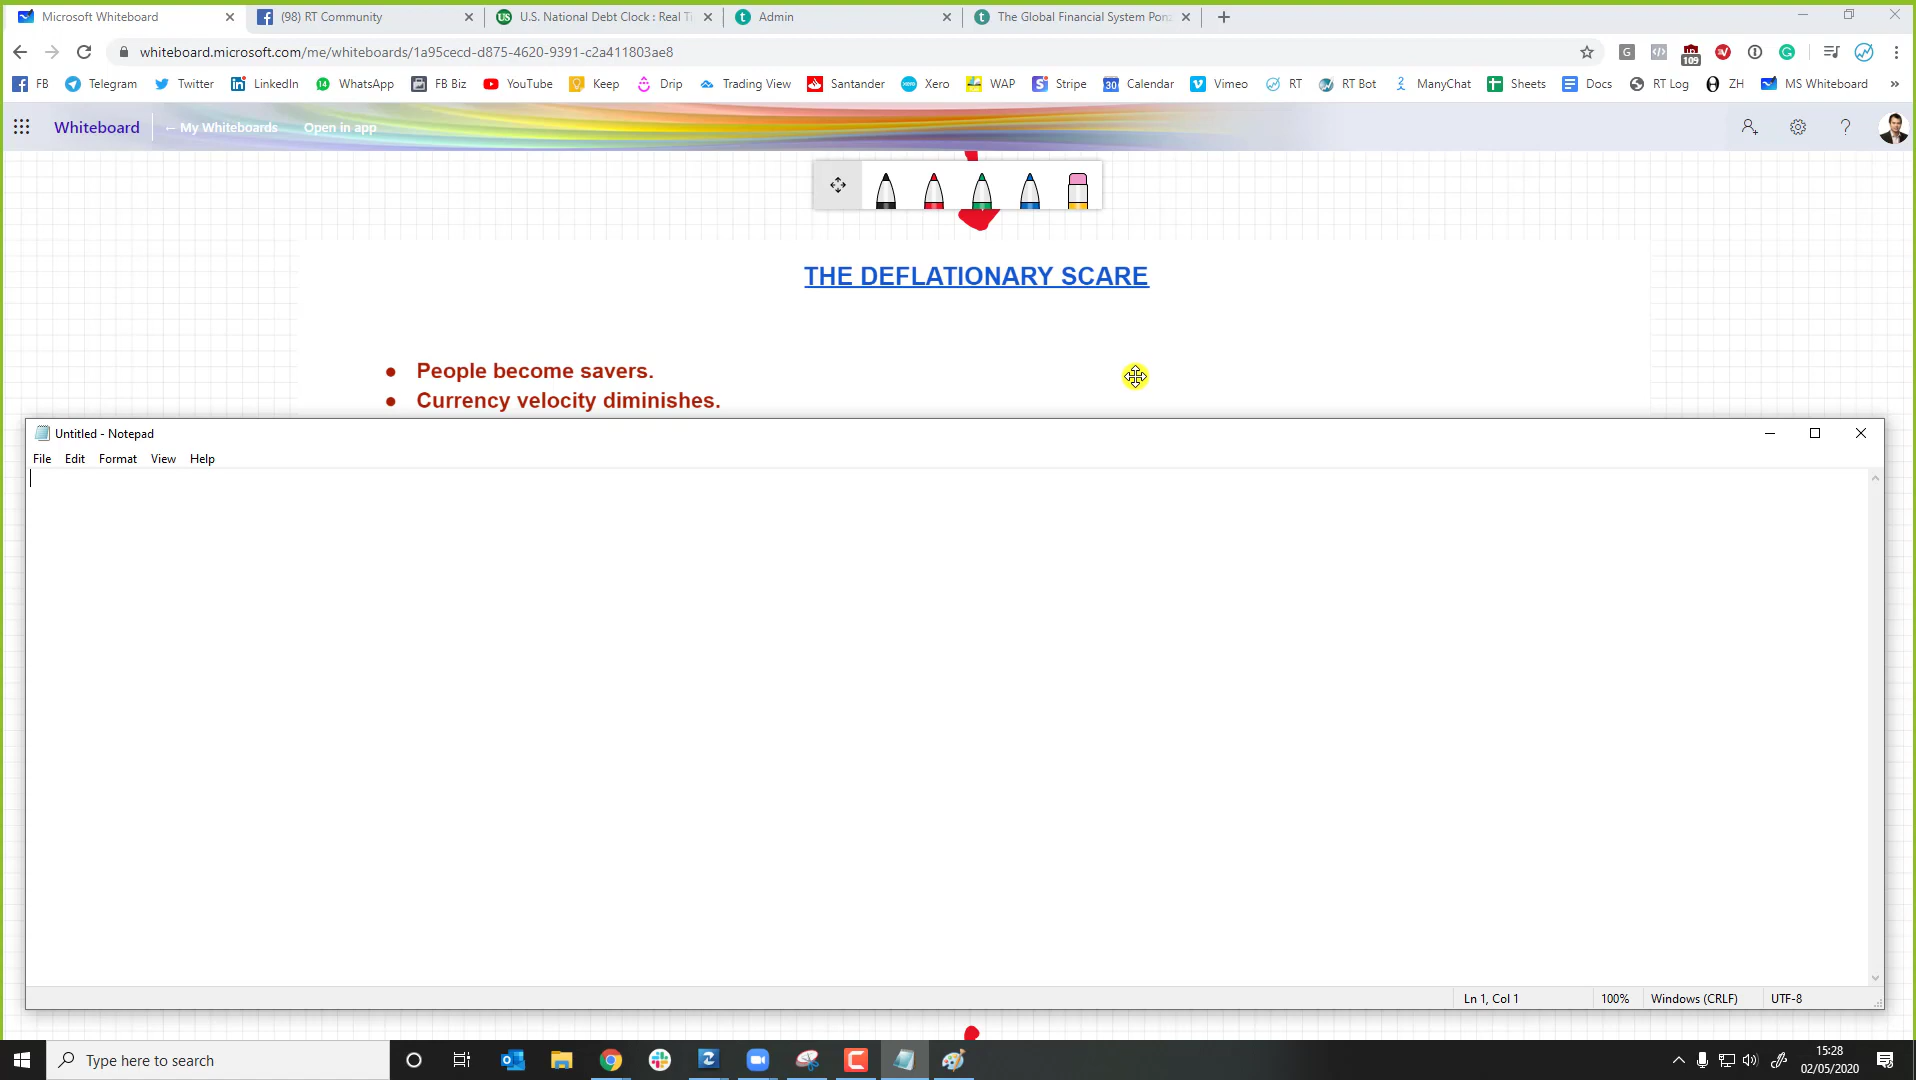 Microsoft Whiteboard
(98) RT Community
U.S. National Debt Clock : Real Ti
Admin
The Global Financial System Ponz
whiteboard.microsoft.com/me/whiteboards/1a95cecd-d875-4620-9391-c2a411803ae8
109
FB Telegram Twitter LinkedIn 14 WhatsApp FB Biz YouTube Keep Drip Trading View Santander Xero WAP Stripe 30 Calendar Vimeo RT RT Bot ManyChat Sheets Docs RT Log ZH MS Whiteboard »
Whiteboard ← My Whiteboards Open in app
THE DEFLATIONARY SCARE
● People become savers.
● Currency velocity diminishes.
Untitled - Notepad
File Edit Format View Help
Ln 1, Col 1 100% Windows (CRLF) UTF-8
Type here to search
15:28
02/05/2020